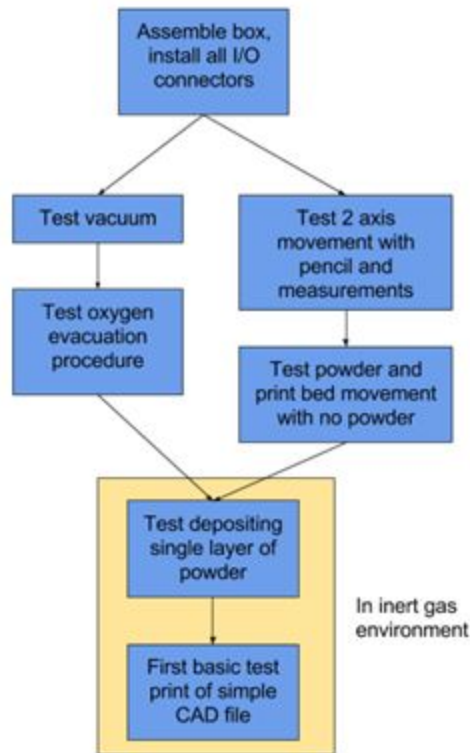 Assemble box,
install all I/O
connectors
Test vacuum
Test 2 axis
movement with
pencil and
measurements
Test oxygen
evacuation
procedure
Test powder and
print bed movement
with no powder
Test depositing
single layer of
powder
In inert gas
environment
First basic test
print of simple
CAD file